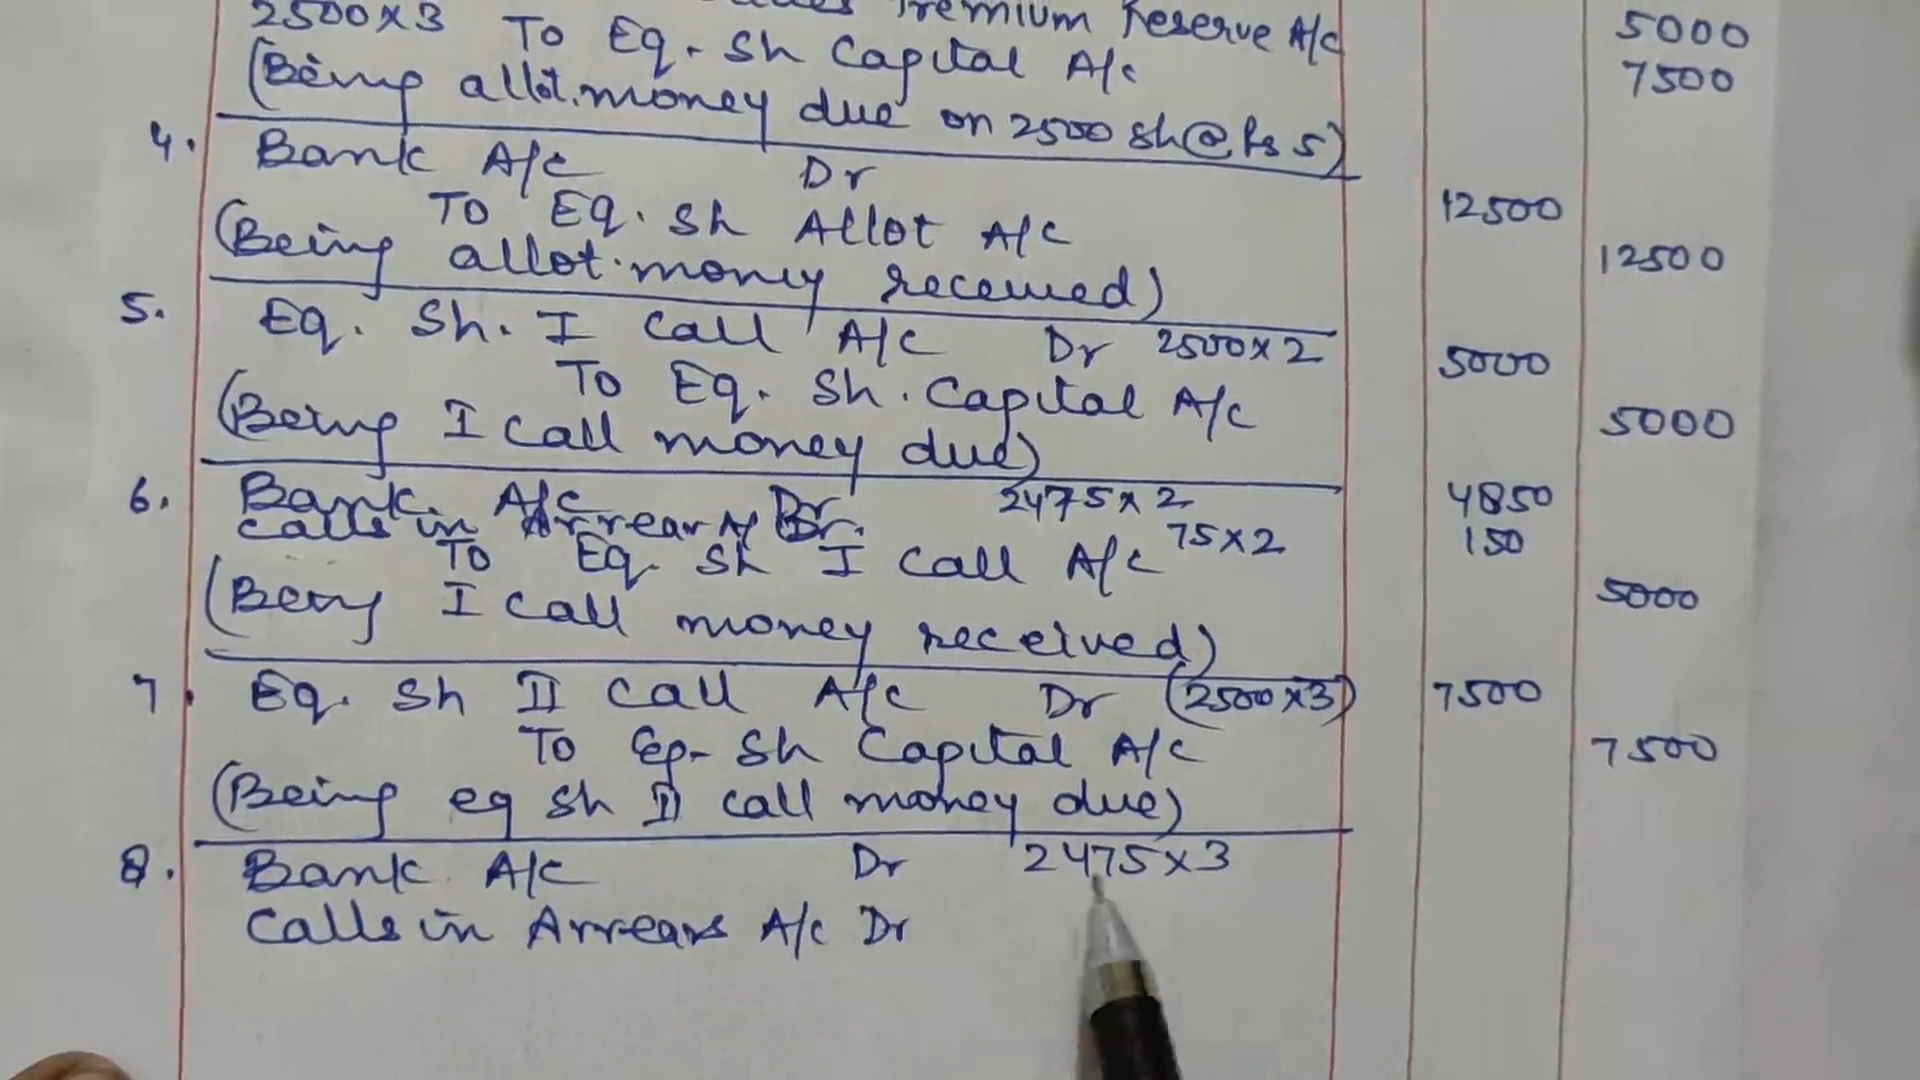 Premium Reserve A/c 5000
2500x3 To Eq. Sh Capital A/c 7500
(Being allot. money due on 2500 sh @ Rs 5)
4. Bank A/c Dr 12500
To Eq. Sh Allot A/c 12500
(Being allot. money received)
5. Eq. Sh. I Call A/c Dr 2500x2 5000
To Eq. Sh. Capital A/c 5000
(Being I call money due)
6. Bank A/c Dr 2475x2 4850
Calls in Arrear A/c Dr. 75x2 150
To Eq. Sh I Call A/c 5000
(Being I call money received)
7. Eq. Sh II Call A/c Dr (2500x3) 7500
To Eq. Sh Capital A/c 7500
(Being eq sh II call money due)
8. Bank A/c Dr 2475x3
Calls in Arrears A/c Dr